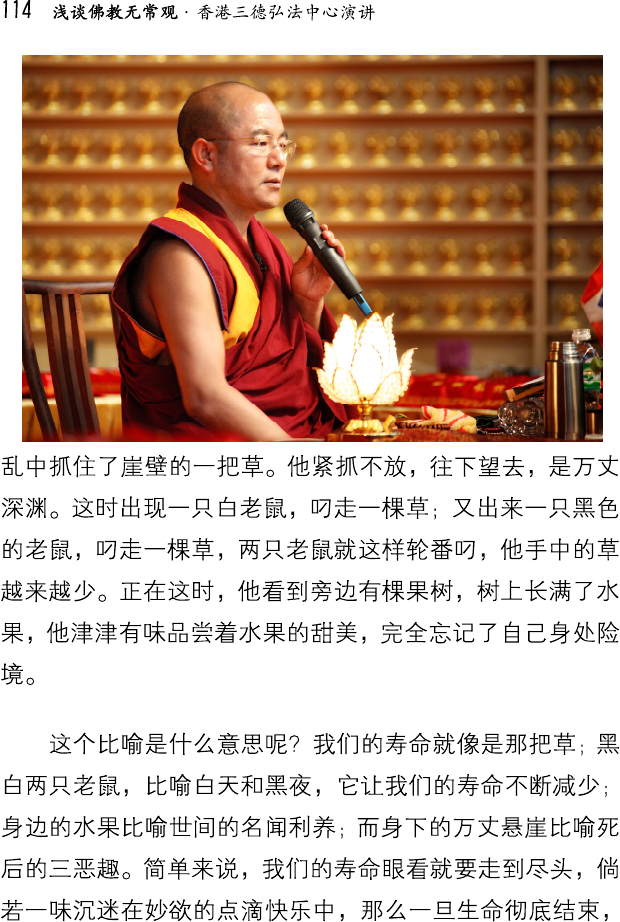 114 浅谈佛教无常观 · 香港三德弘法中心演讲
乱中抓住了崖壁的一把草。他紧抓不放，往下望去，是万丈
深渊。这时出现一只白老鼠，叼走一棵草；又出来一只黑色
的老鼠，叼走一棵草，两只老鼠就这样轮番叼，他手中的草
越来越少。正在这时，他看到旁边有棵果树，树上长满了水
果，他津津有味品尝着水果的甜美，完全忘记了自己身处险
境。
这个比喻是什么意思呢？我们的寿命就像是那把草；黑
白两只老鼠，比喻白天和黑夜，它让我们的寿命不断减少；
身边的水果比喻世间的名闻利养；而身下的万丈悬崖比喻死
后的三恶趣。简单来说，我们的寿命眼看就要走到尽头，倘
若一味沉迷在妙欲的点滴快乐中，那么一旦生命彻底结束，